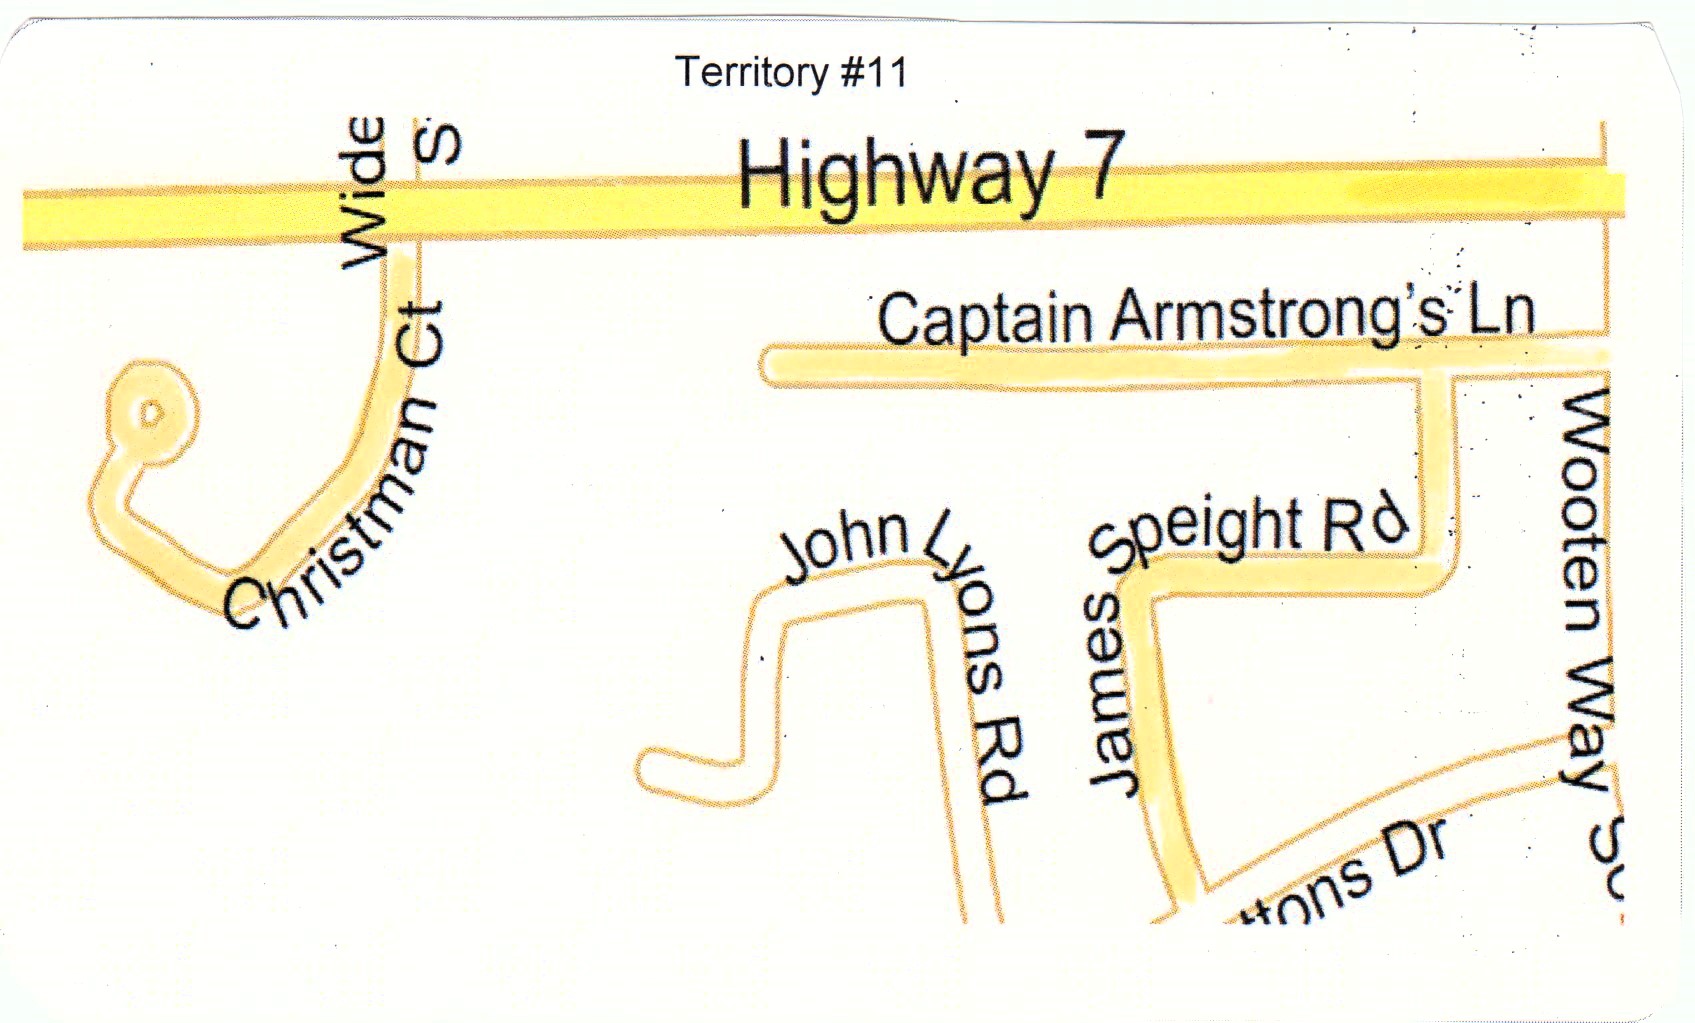 Territory #11
Wide
S
Highway 7
Captain Armstrong's Ln
Christman Ct
John Lyons Rd
James Speight Rd
Wooten Way
Dr